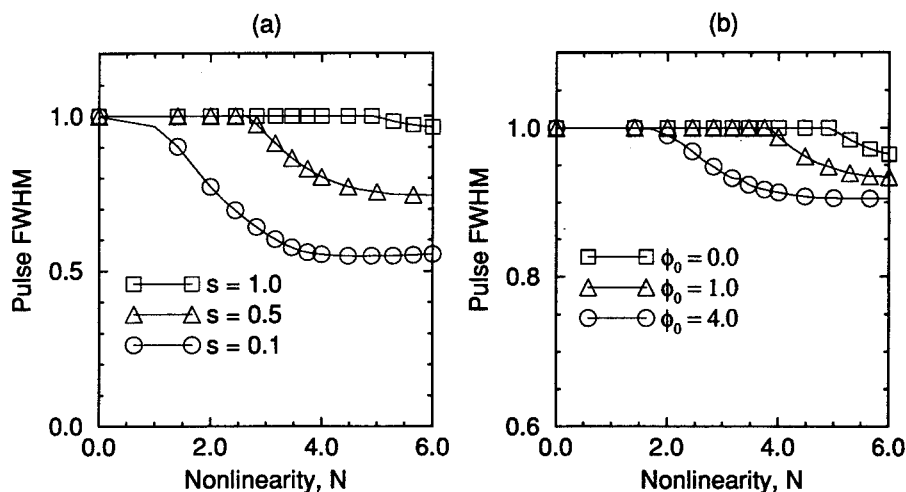 (a)
(b)
Pulse FWHM
1.0
0.5
0.0
s = 1.0
s = 0.5
s = 0.1
0.0 2.0 4.0 6.0
Nonlinearity, N
Pulse FWHM
1.0
0.8
0.6
ϕ₀ = 0.0
ϕ₀ = 1.0
ϕ₀ = 4.0
0.0 2.0 4.0 6.0
Nonlinearity, N